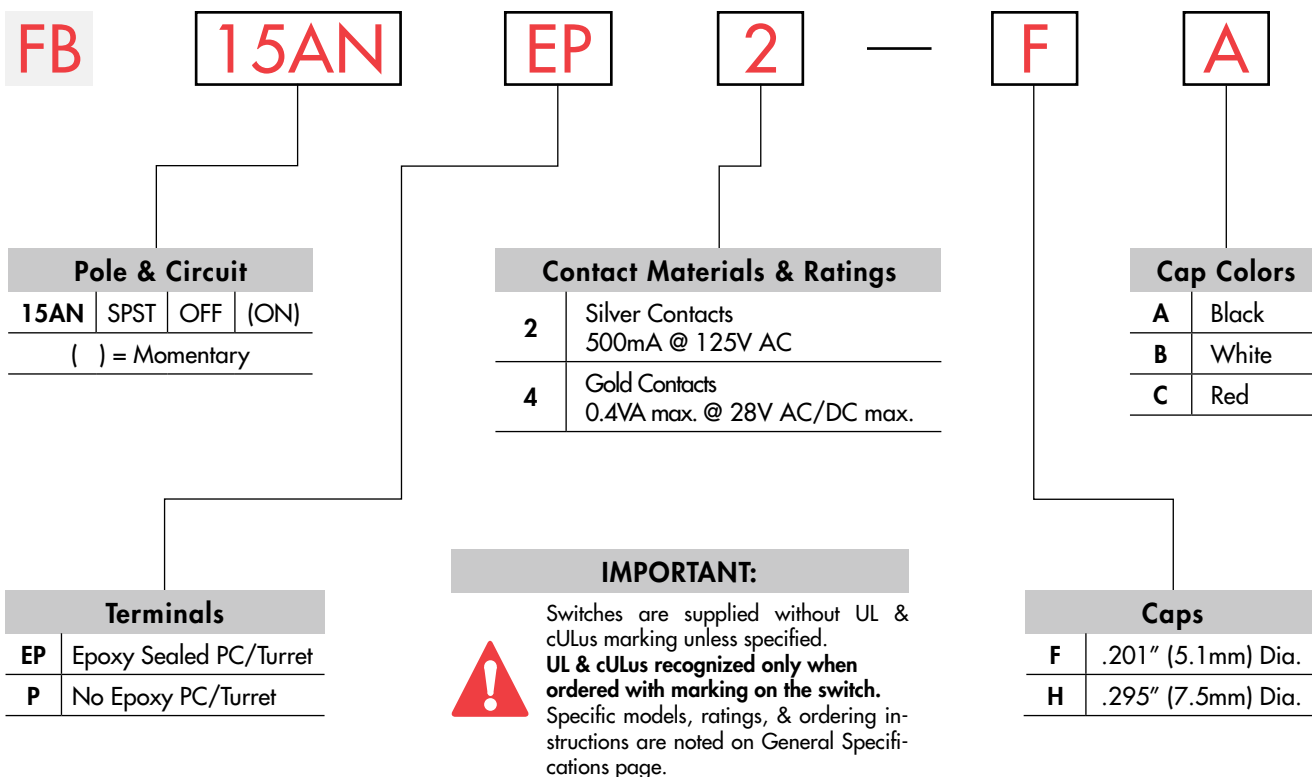 FB 15AN EP 2 — F A
Pole & Circuit
15AN SPST OFF (ON)
( ) = Momentary
Contact Materials & Ratings
2 Silver Contacts
500mA @ 125V AC
4 Gold Contacts
0.4VA max. @ 28V AC/DC max.
Cap Colors
A Black
B White
C Red
Terminals
EP Epoxy Sealed PC/Turret
P No Epoxy PC/Turret
IMPORTANT:
!
Switches are supplied without UL &
cULus marking unless specified.
UL & cULus recognized only when
ordered with marking on the switch.
Specific models, ratings, & ordering in-
structions are noted on General Specifi-
cations page.
Caps
F .201" (5.1mm) Dia.
H .295" (7.5mm) Dia.